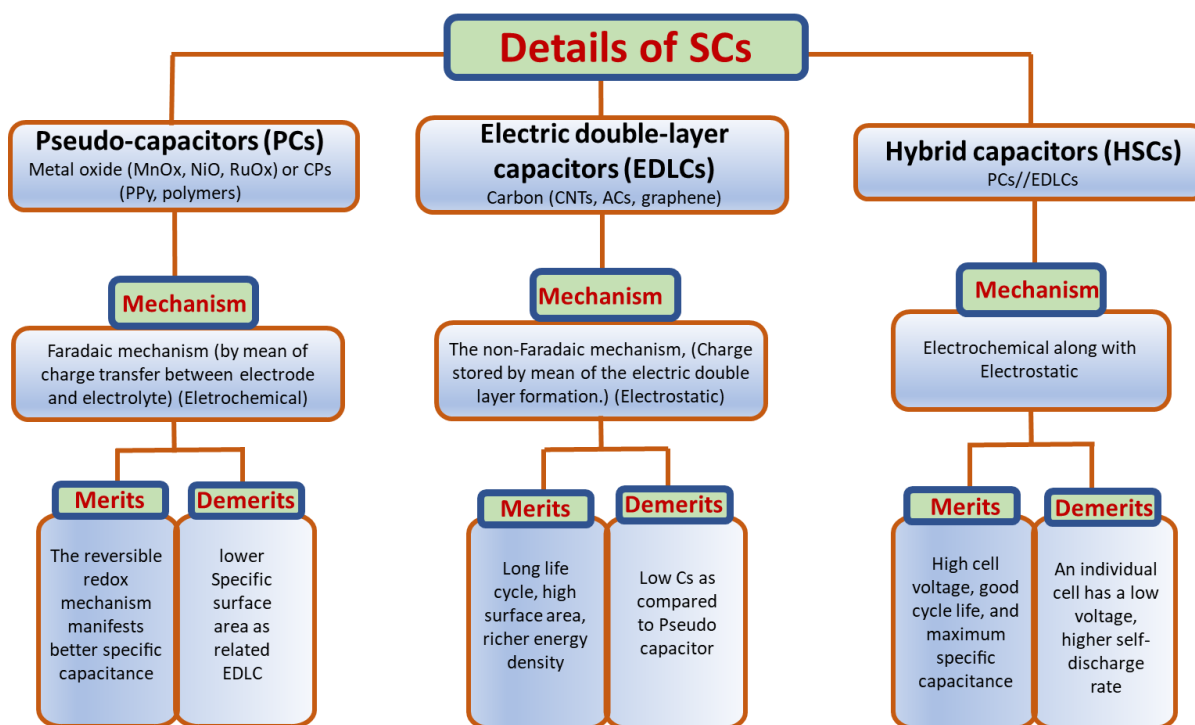 Details of SCs
Pseudo-capacitors (PCs)
Metal oxide (MnOx, NiO, RuOx) or CPs
(PPy, polymers)
Electric double-layer
capacitors (EDLCs)
Carbon (CNTs, ACs, graphene)
Hybrid capacitors (HSCs)
PCs//EDLCs
Mechanism
Mechanism
Mechanism
Faradaic mechanism (by mean of
charge transfer between electrode
and electrolyte) (Eletrochemical)
The non-Faradaic mechanism, (Charge
stored by mean of the electric double
layer formation.) (Electrostatic)
Electrochemical along with
Electrostatic
Merits
The reversible
redox
mechanism
manifests
better specific
capacitance
Demerits
lower
Specific
surface
area as
related
EDLC
Merits
Long life
cycle, high
surface area,
richer energy
density
Demerits
Low Cs as
compared
to Pseudo
capacitor
Merits
High cell
voltage, good
cycle life, and
maximum
specific
capacitance
Demerits
An individual
cell has a low
voltage,
higher self-
discharge
rate